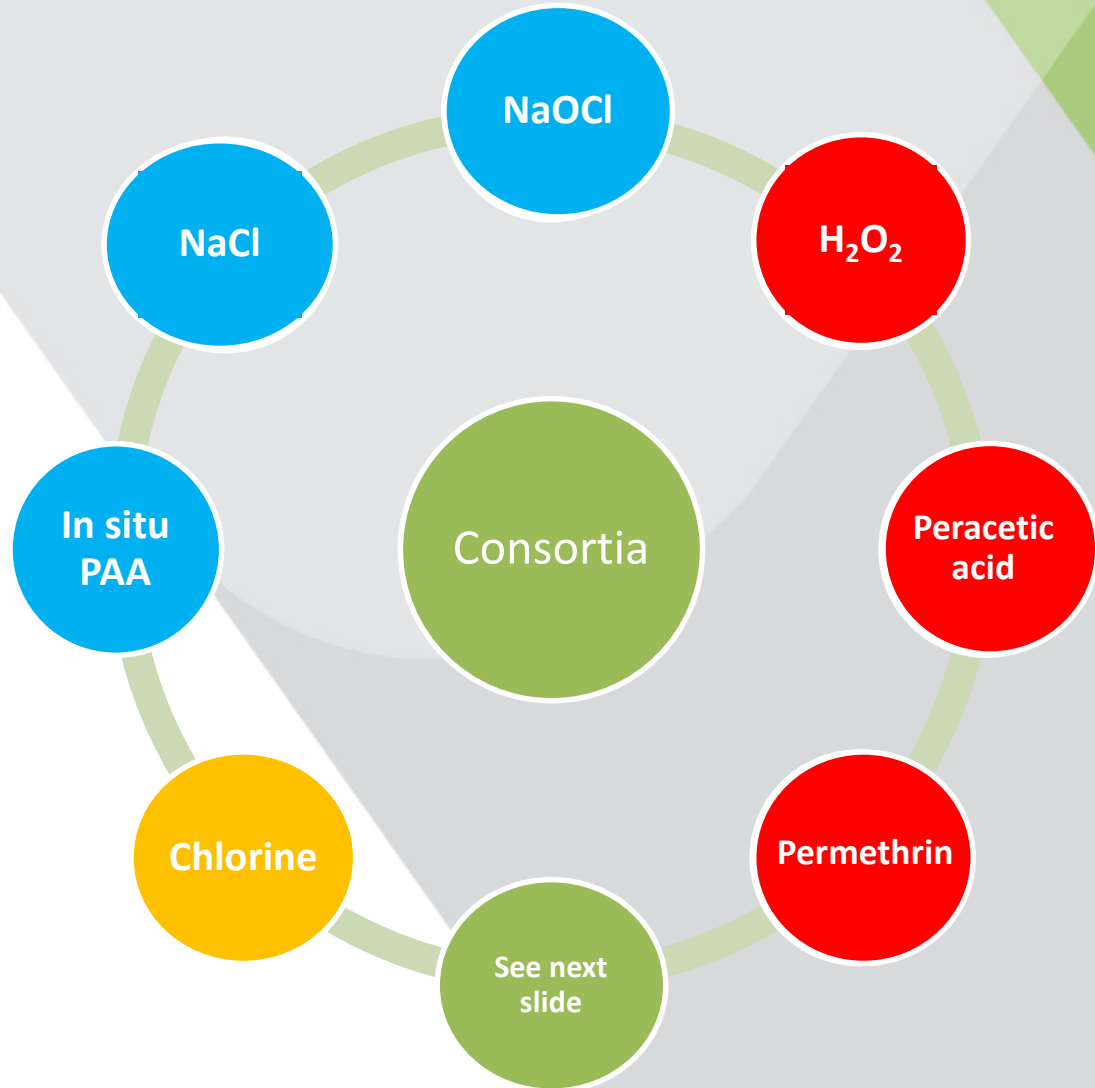 NaOCl
NaCl
H₂O₂
In situ
PAA
Consortia
Peracetic
acid
Chlorine
Permethrin
See next
slide